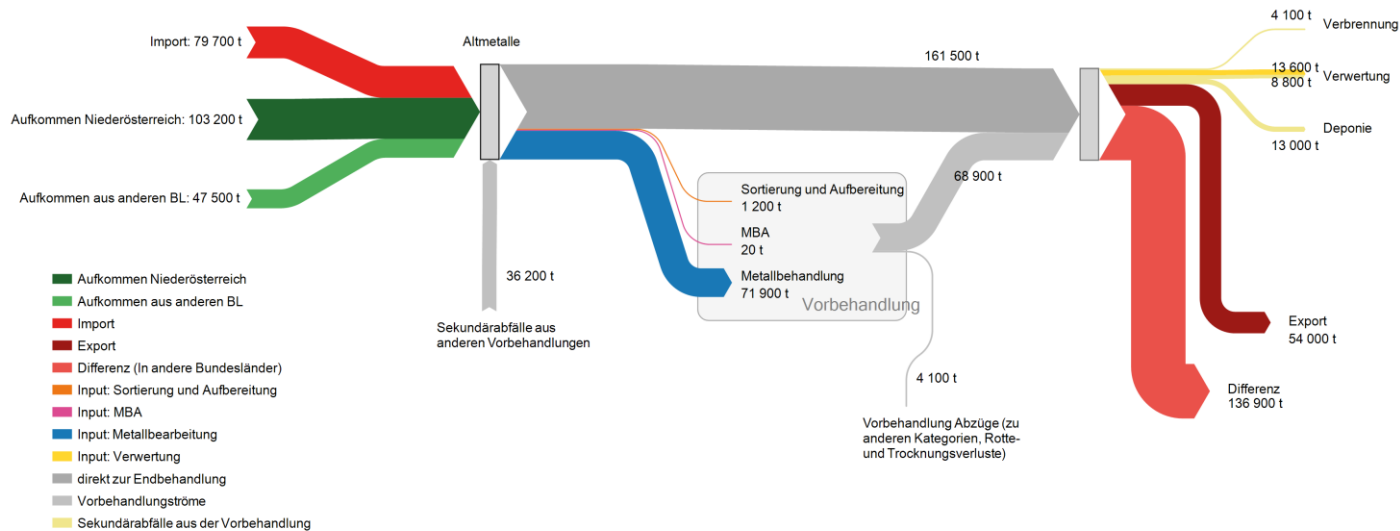 Import: 79 700 t
Altmetalle
Aufkommen Niederösterreich: 103 200 t
Aufkommen aus anderen BL: 47 500 t
161 500 t
4 100 t
Verbrennung
13 600 t
Verwertung
8 800 t
Deponie
13 000 t
68 900 t
Sortierung und Aufbereitung
1 200 t
MBA
20 t
Metallbehandlung
71 900 t
Vorbehandlung
36 200 t
Sekundärabfälle aus
anderen Vorbehandlungen
4 100 t
Vorbehandlung Abzüge (zu
anderen Kategorien, Rotte-
und Trocknungsverluste)
Export
54 000 t
Differenz
136 900 t
Aufkommen Niederösterreich
Aufkommen aus anderen BL
Import
Export
Differenz (In andere Bundesländer)
Input: Sortierung und Aufbereitung
Input: MBA
Input: Metallbearbeitung
Input: Verwertung
direkt zur Endbehandlung
Vorbehandlungströme
Sekundärabfälle aus der Vorbehandlung